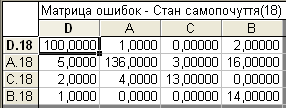 Матрица ошибок - Стан самопочуття(18)
D A C B
D.18 100,0000 1,0000 0,00000 2,00000
A.18 5,0000 136,0000 3,00000 16,00000
C.18 2,0000 4,0000 13,00000 0,00000
B.18 1,0000 0,0000 0,00000 14,00000